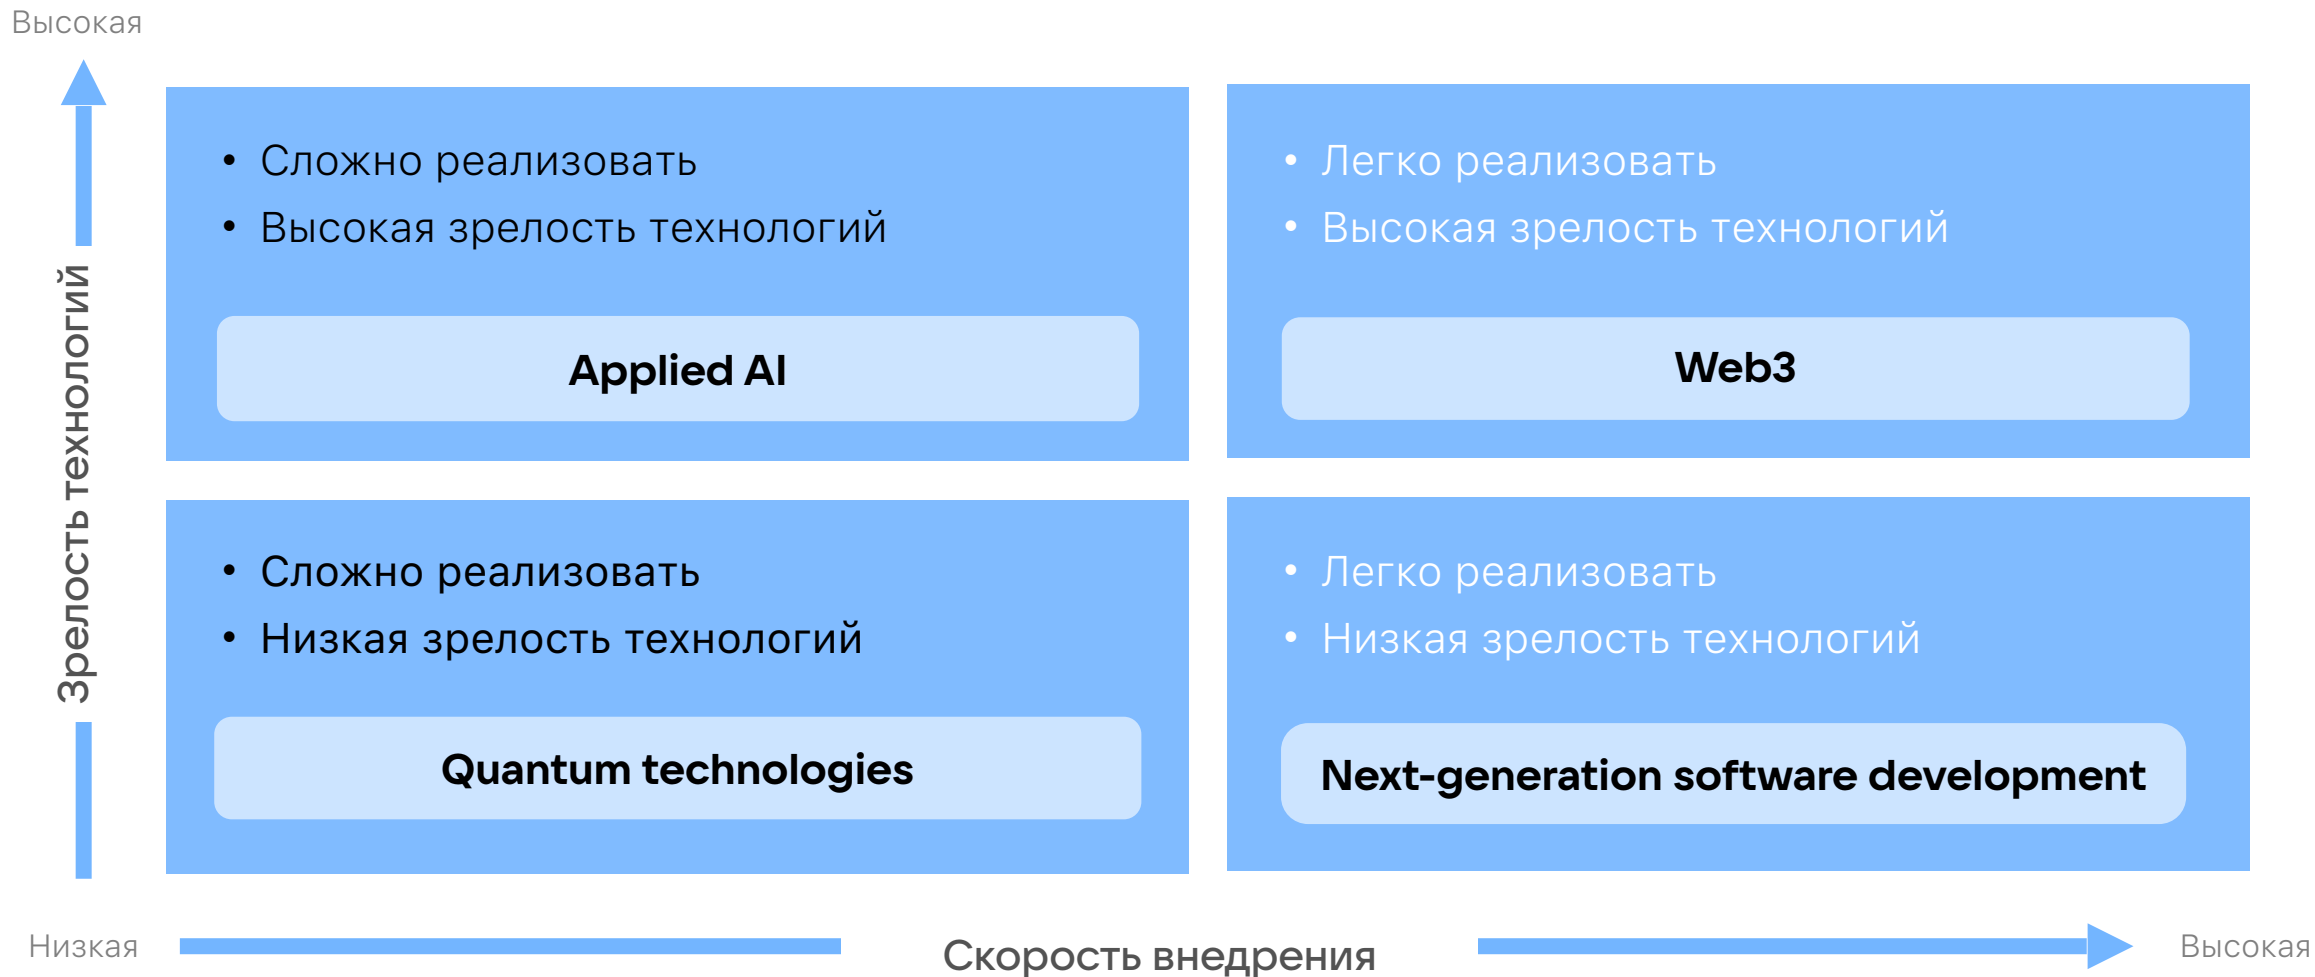 Высокая
Зрелость технологий
• Сложно реализовать
• Высокая зрелость технологий
Applied AI
• Легко реализовать
• Высокая зрелость технологий
Web3
• Сложно реализовать
• Низкая зрелость технологий
Quantum technologies
• Легко реализовать
• Низкая зрелость технологий
Next-generation software development
Низкая
Скорость внедрения
Высокая